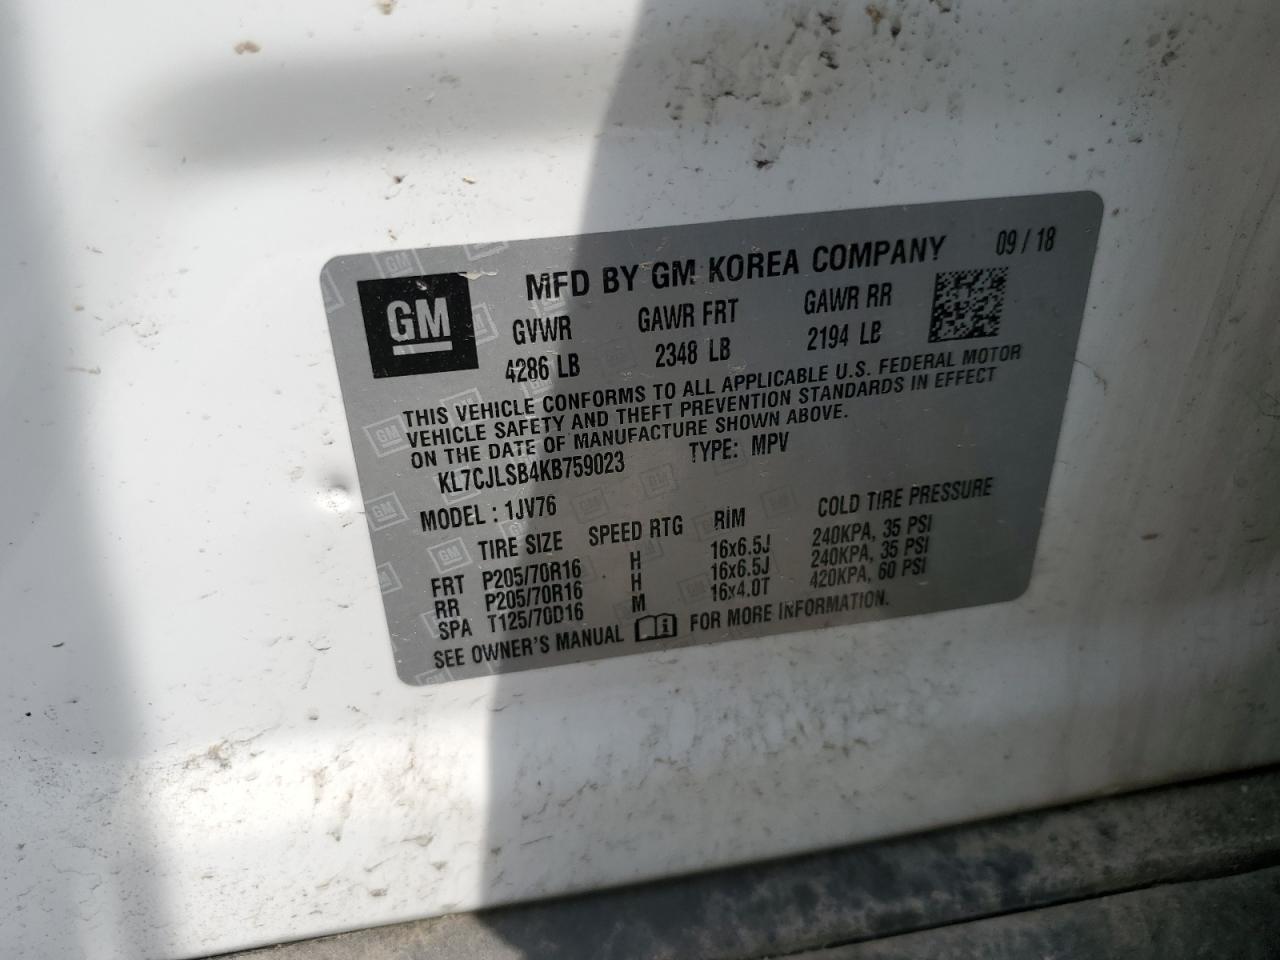 MFD BY GM KOREA COMPANY 09 / 18
GM
GVWR GAWR FRT GAWR RR
4286 LB 2348 LB 2194 LB
THIS VEHICLE CONFORMS TO ALL APPLICABLE U.S. FEDERAL MOTOR
VEHICLE SAFETY AND THEFT PREVENTION STANDARDS IN EFFECT
ON THE DATE OF MANUFACTURE SHOWN ABOVE.
KL7CJLSB4KB759023 TYPE: MPV
MODEL : 1JV76
TIRE SIZE SPEED RTG RIM COLD TIRE PRESSURE
FRT P205/70R16 H 16x6.5J 240KPA, 35 PSI
RR P205/70R16 H 16x6.5J 240KPA, 35 PSI
SPA T125/70D16 M 16x4.0T 420KPA, 60 PSI
SEE OWNER'S MANUAL FOR MORE INFORMATION.